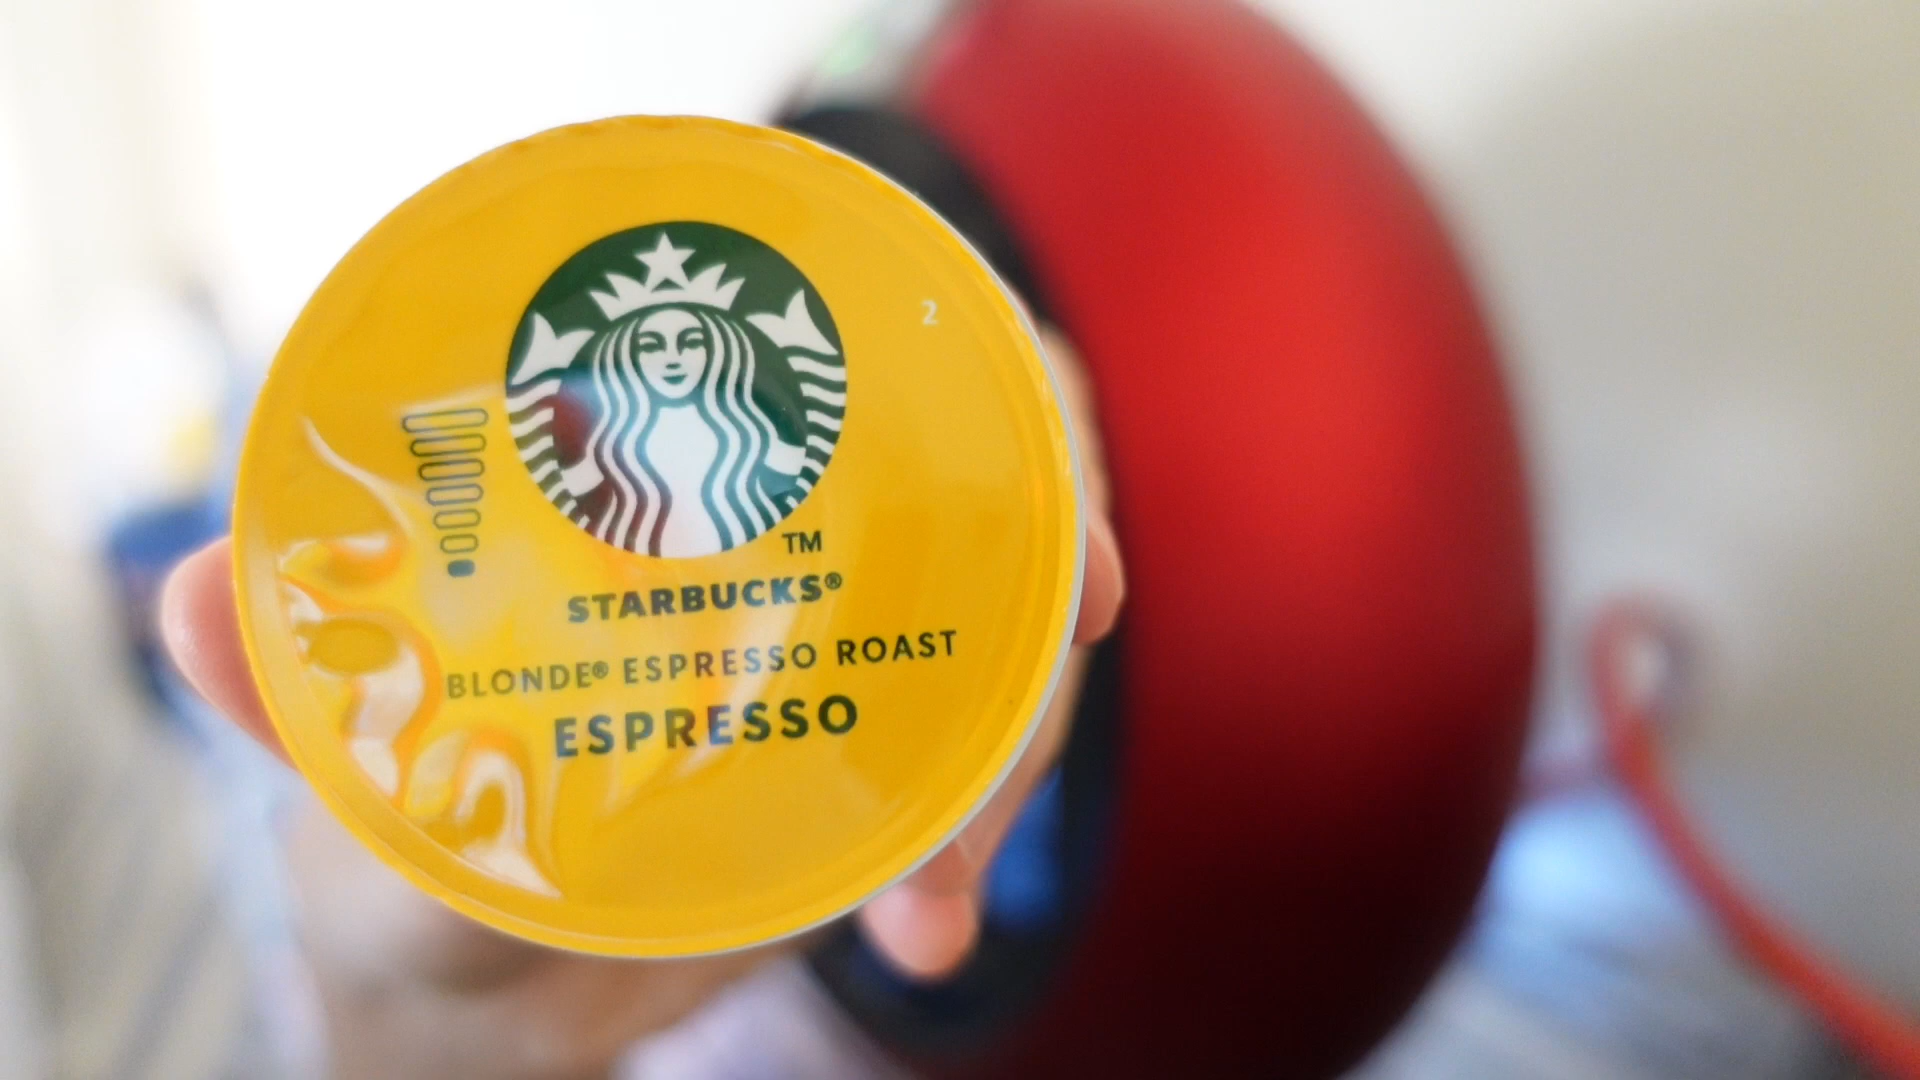 2
TM
STARBUCKS®
BLONDE® ESPRESSO ROAST
ESPRESSO